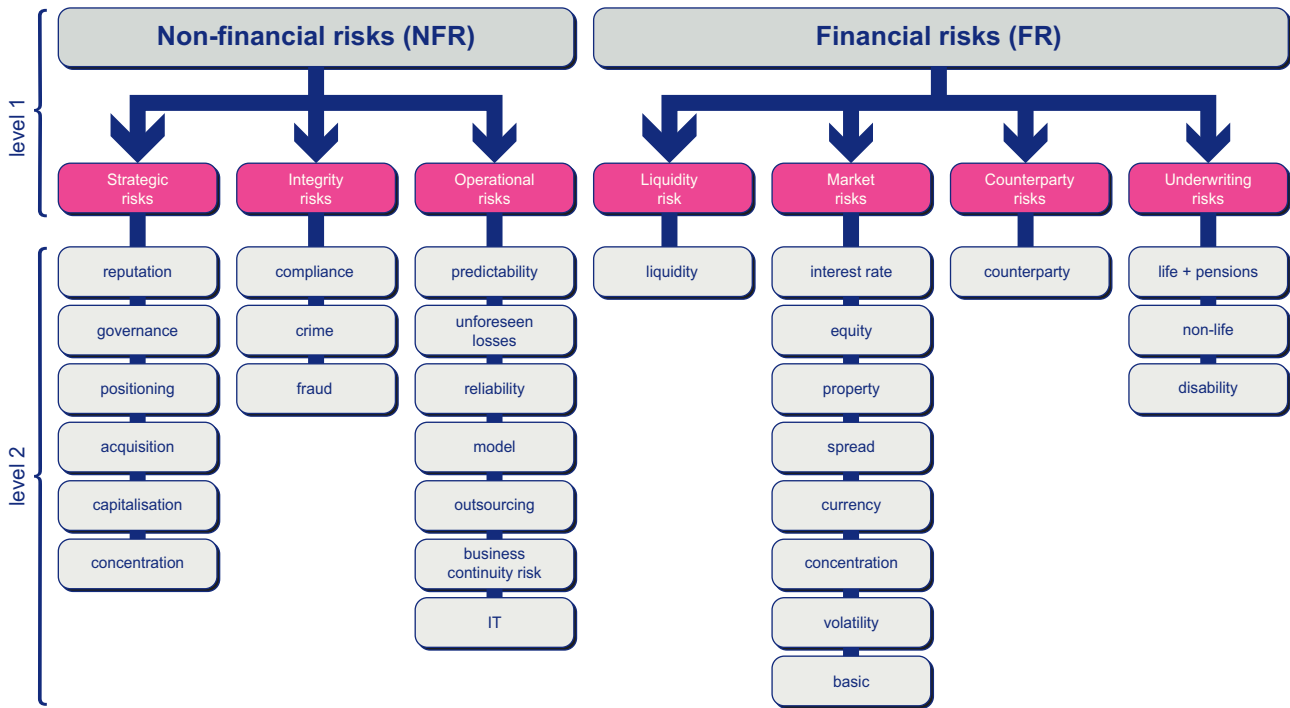 Non-financial risks (NFR)
Financial risks (FR)
level 1
Strategic
risks
Integrity
risks
Operational
risks
Liquidity
risk
Market
risks
Counterparty
risks
Underwriting
risks
level 2
reputation
governance
positioning
acquisition
capitalisation
concentration
compliance
crime
fraud
predictability
unforeseen
losses
reliability
model
outsourcing
business
continuity risk
IT
liquidity
interest rate
equity
property
spread
currency
concentration
volatility
basic
counterparty
life + pensions
non-life
disability